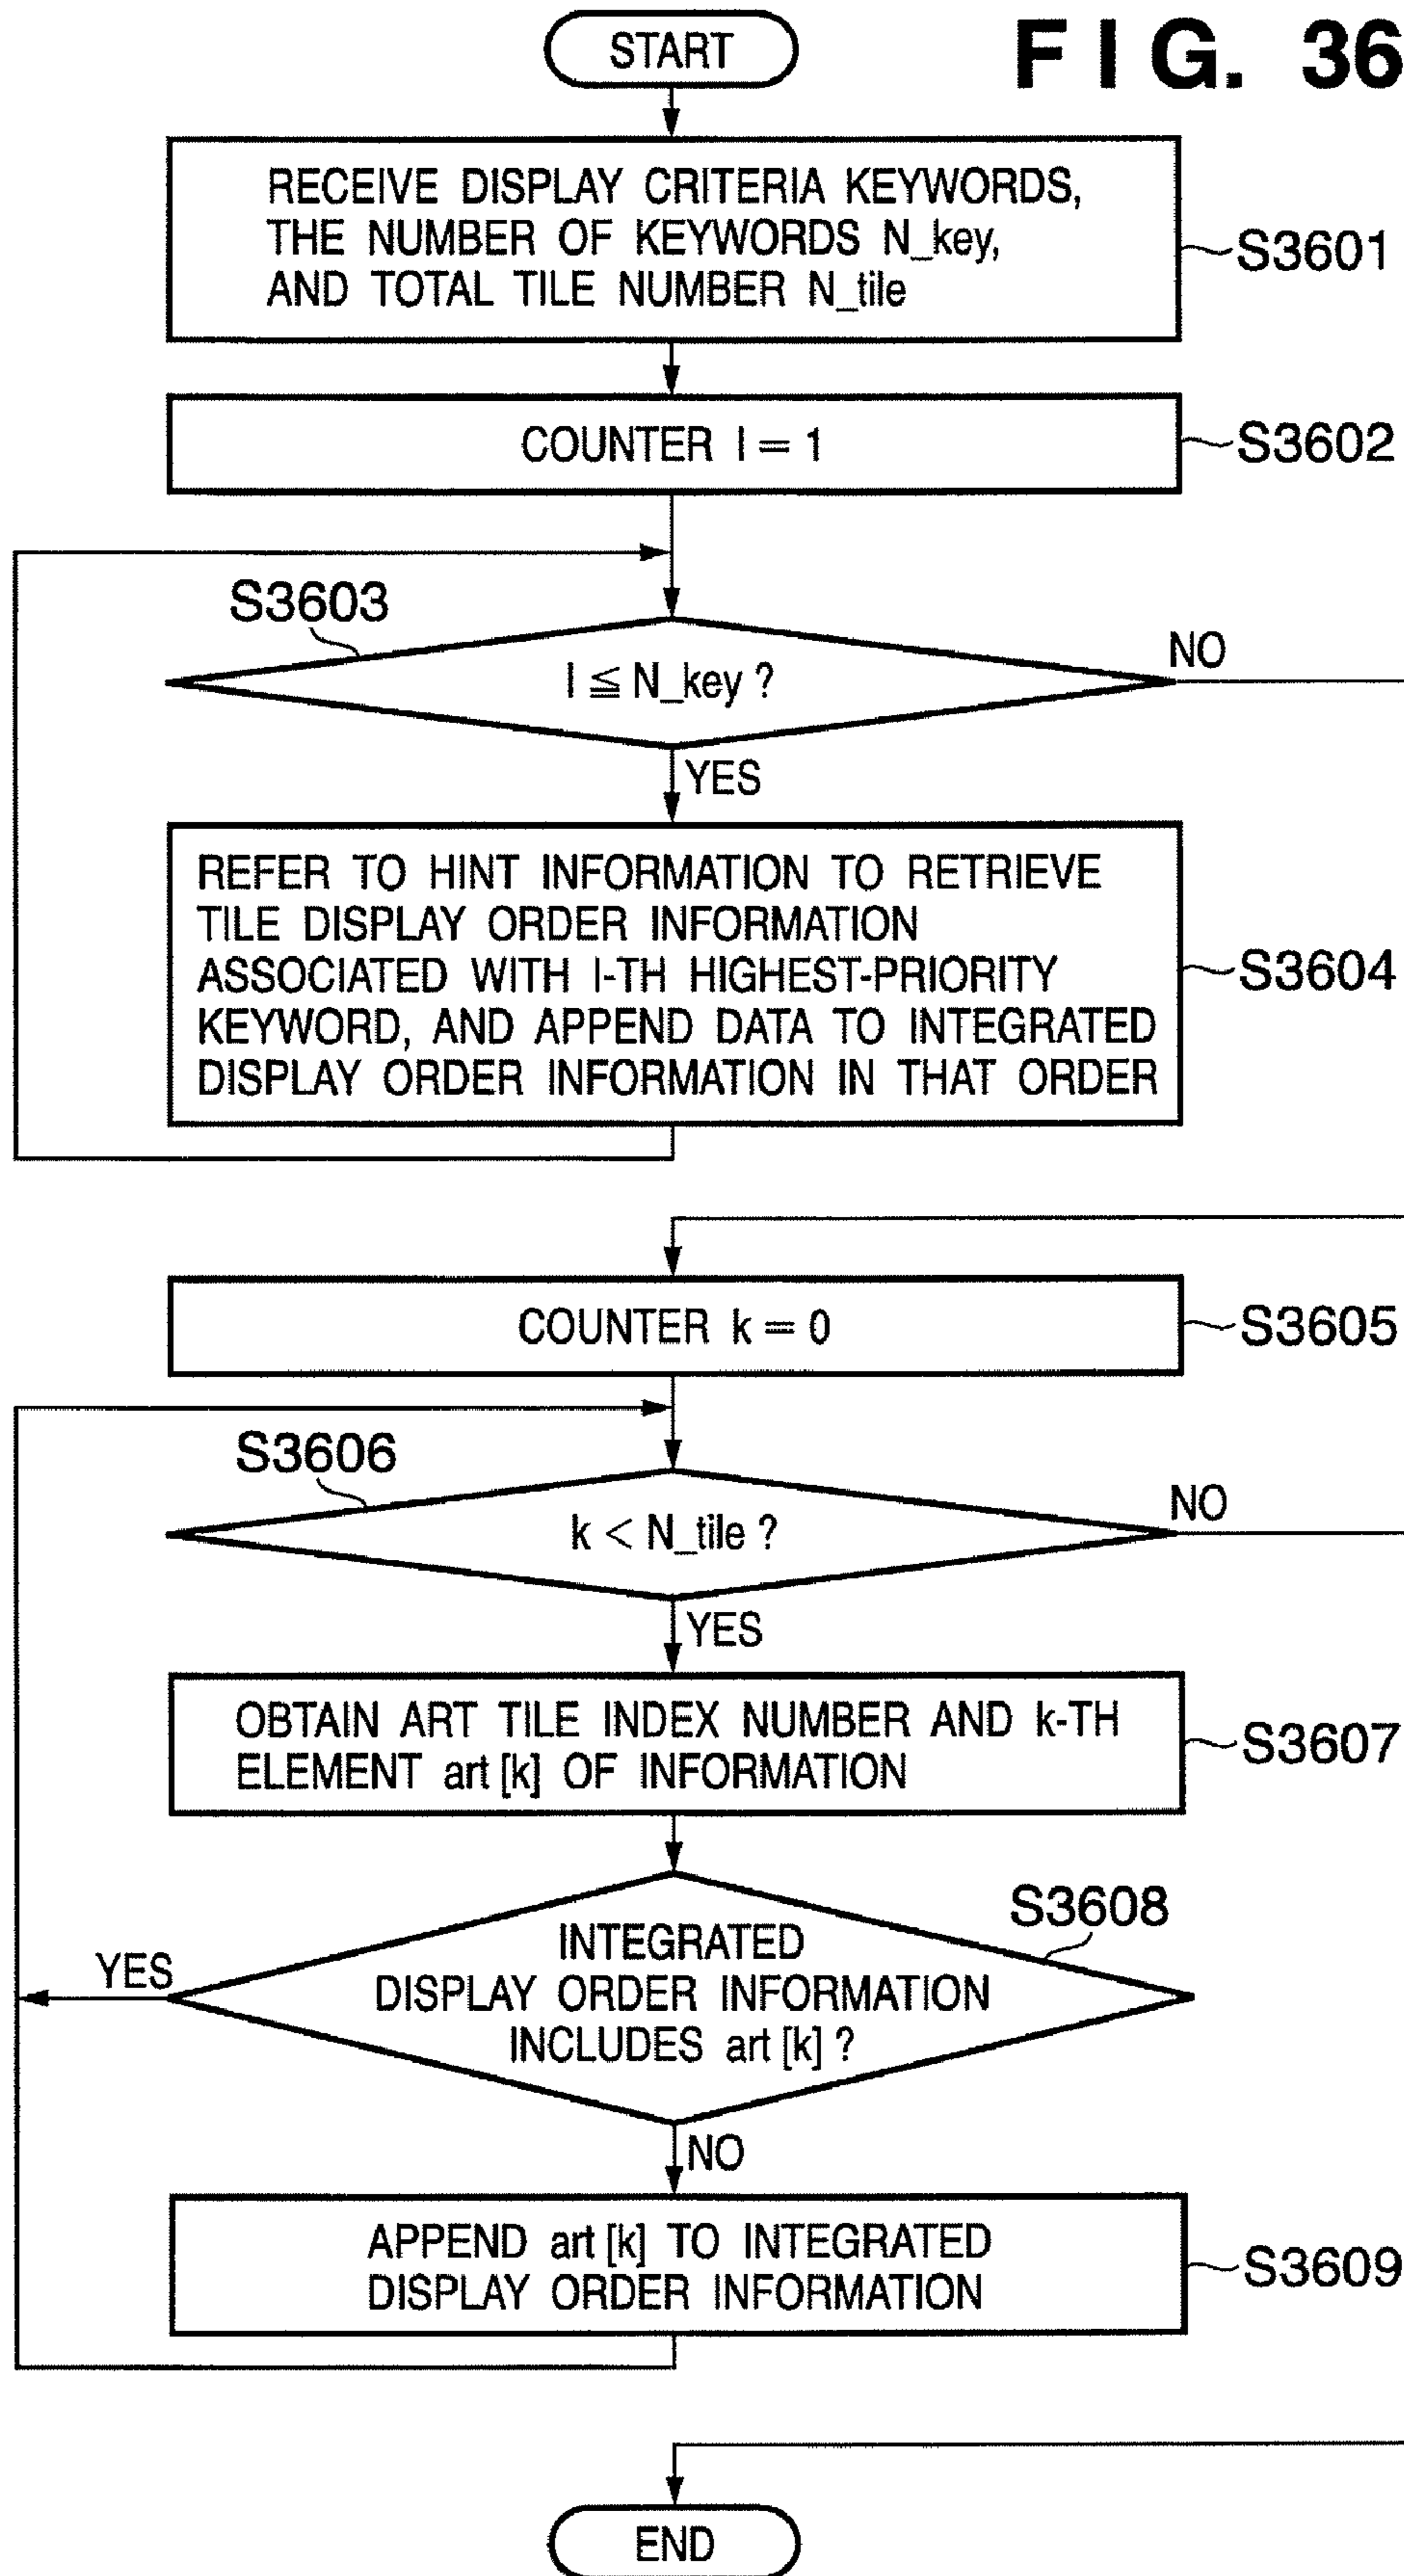 START
F I G. 36
RECEIVE DISPLAY CRITERIA KEYWORDS,
THE NUMBER OF KEYWORDS N_key,
AND TOTAL TILE NUMBER N_tile
S3601
COUNTER I = 1
S3602
S3603
I ≦ N_key ?
NO
YES
REFER TO HINT INFORMATION TO RETRIEVE
TILE DISPLAY ORDER INFORMATION
ASSOCIATED WITH I-TH HIGHEST-PRIORITY
KEYWORD, AND APPEND DATA TO INTEGRATED
DISPLAY ORDER INFORMATION IN THAT ORDER
S3604
COUNTER k = 0
S3605
S3606
k < N_tile ?
NO
YES
OBTAIN ART TILE INDEX NUMBER AND k-TH
ELEMENT art [k] OF INFORMATION
S3607
S3608
INTEGRATED
DISPLAY ORDER INFORMATION
INCLUDES art [k] ?
YES
NO
APPEND art [k] TO INTEGRATED
DISPLAY ORDER INFORMATION
S3609
END